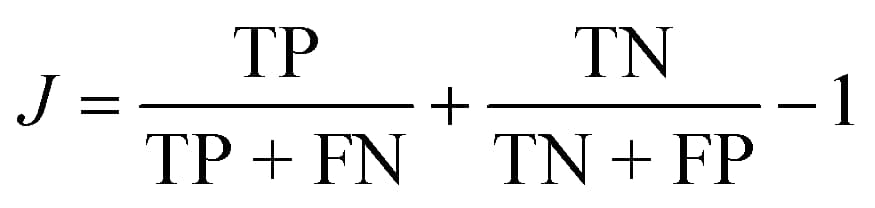 J = TP / (TP + FN) + TN / (TN + FP) − 1